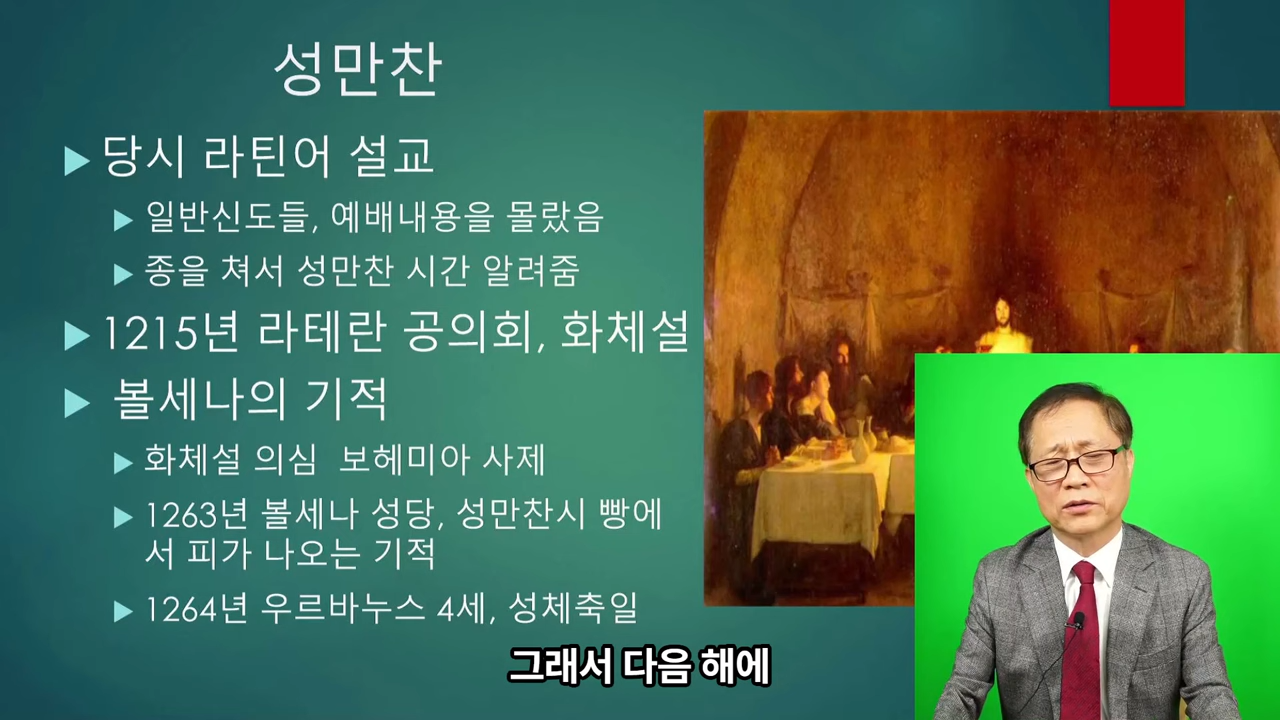 성만찬
당시 라틴어 설교
일반신도들, 예배내용을 몰랐음
종을 쳐서 성만찬 시간 알려줌
1215년 라테란 공의회, 화체설
볼세나의 기적
화체설 의심 보헤미아 사제
1263년 볼세나 성당, 성만찬시 빵에
서 피가 나오는 기적
1264년 우르바누스 4세, 성체축일
그래서 다음 해에